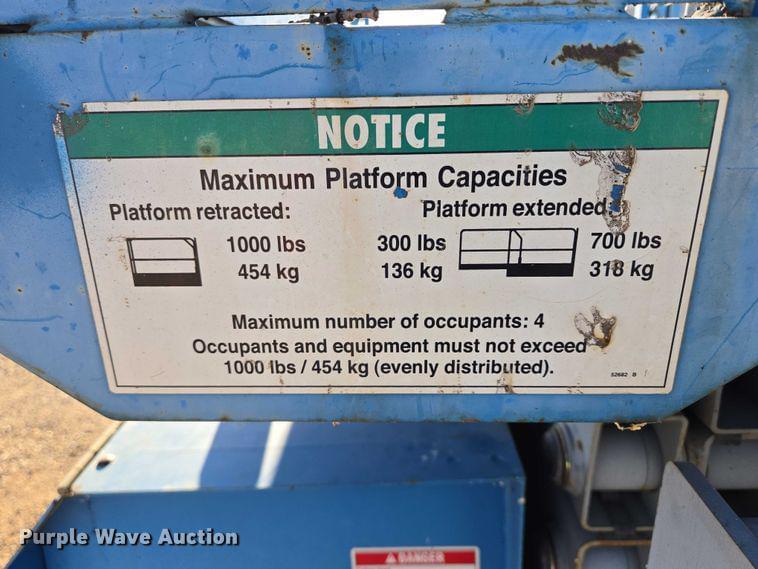 NOTICE
Maximum Platform Capacities
Platform retracted:
1000 lbs
454 kg
Platform extended:
300 lbs
136 kg
700 lbs
318 kg
Maximum number of occupants: 4
Occupants and equipment must not exceed
1000 lbs / 454 kg (evenly distributed).
52682 B
DANGER
Purple Wave Auction